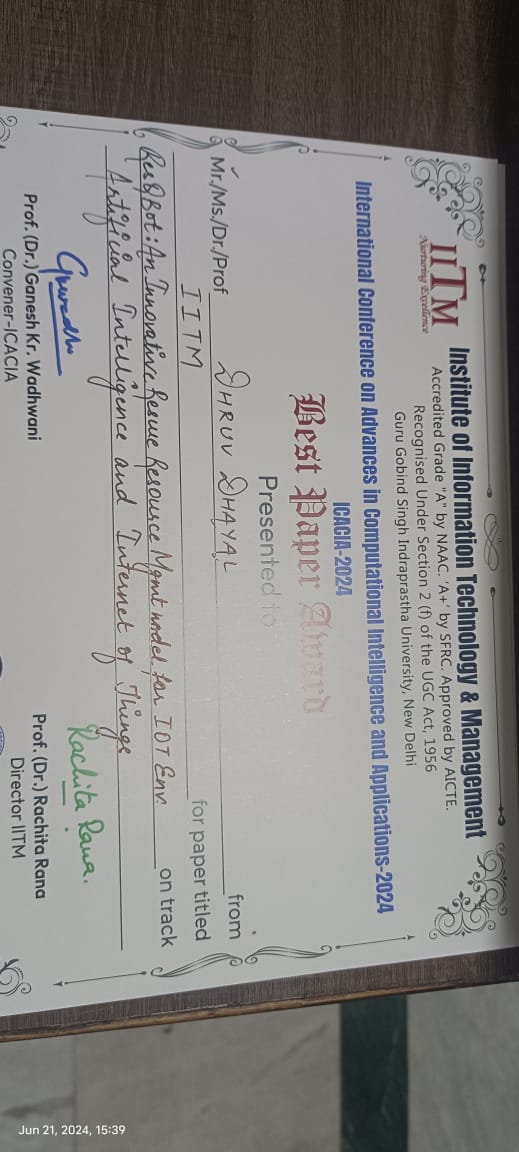 IITM
Nurturing Excellence
Institute of Information Technology & Management
Accredited Grade "A" by NAAC. 'A+' by SFRC. Approved by AICTE.
Recognised Under Section 2 (f) of the UGC Act, 1956
Guru Gobind Singh Indraprastha University, New Delhi
International Conference on Advances in Computational Intelligence and Applications-2024
ICACIA-2024
Best Paper Award
Presented to
Mr./Ms./Dr./Prof DHRUV DHAYAL from
IITM for paper titled
An Innovative Rescue Resource Mgmt model for IOT Env on track
Artificial Intelligence and Internet of Things
Rachita Rana.
Prof. (Dr.) Ganesh Kr. Wadhwani
Convener-ICACIA
Prof. (Dr.) Rachita Rana
Director IITM
Jun 21, 2024, 15:39